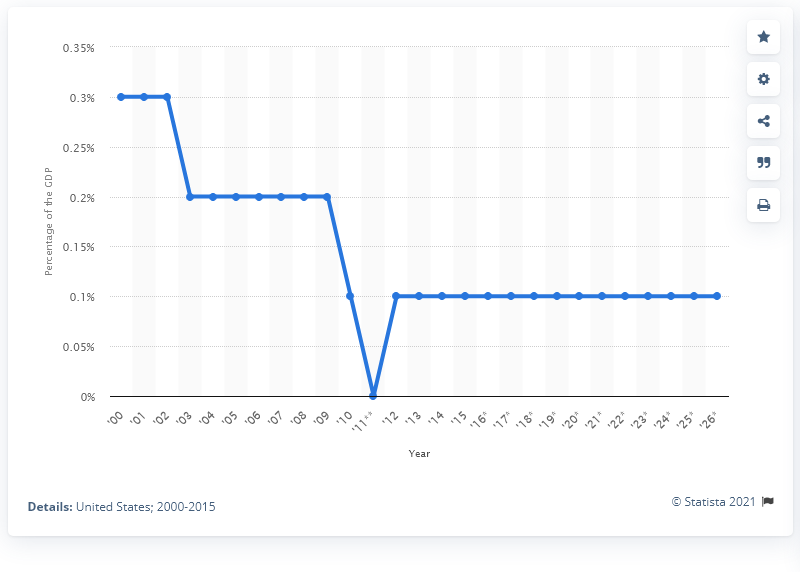 0.35%
0.3%
0.25%
0.2%
0.15%
0.1%
0.05%
0%
Percentage of the GDP
'00 '01 '02 '03 '04 '05 '06 '07 '08 '09 '10 '11** '12 '13 '14 '15 '16* '17* '18* '19* '20* '21* '22* '23* '24* '25* '26*
Year
© Statista 2021
Details: United States; 2000-2015